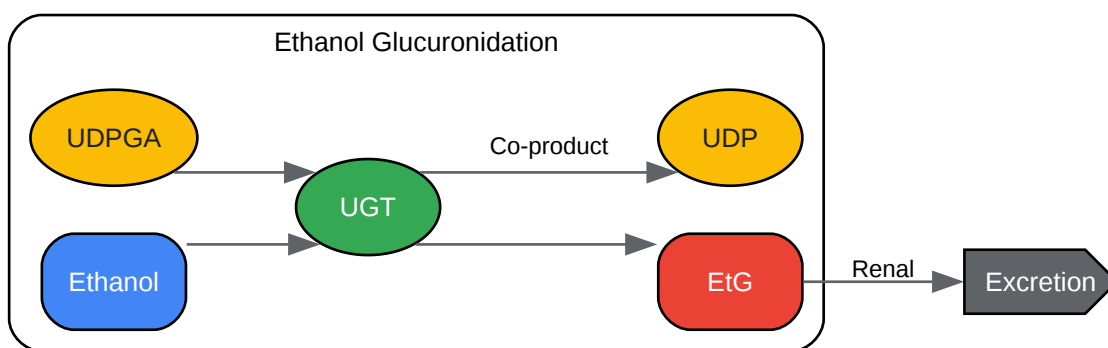 Ethanol Glucuronidation
UDPGA
Co-product
UDP
UGT
Ethanol
EtG
Renal
Excretion